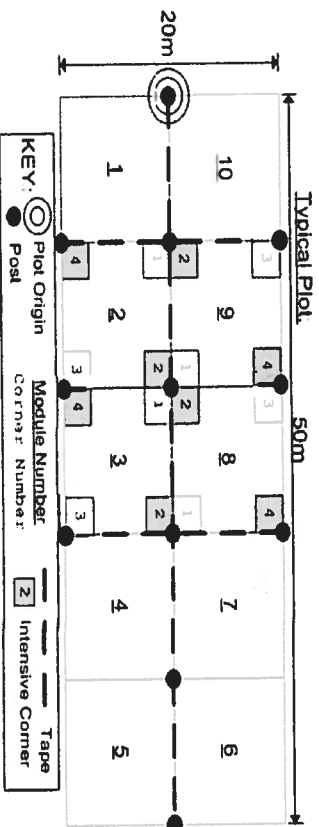 Typical Plot:
50m
20m
3 4 3 4
10 9 8 7 6
2 1 2 1
1 2 1 2
1 2 3 4 5
4 3 4 3
KEY:
Plot Origin
Post
Module Number
Corner Number
Tape
2 Intensive Corner